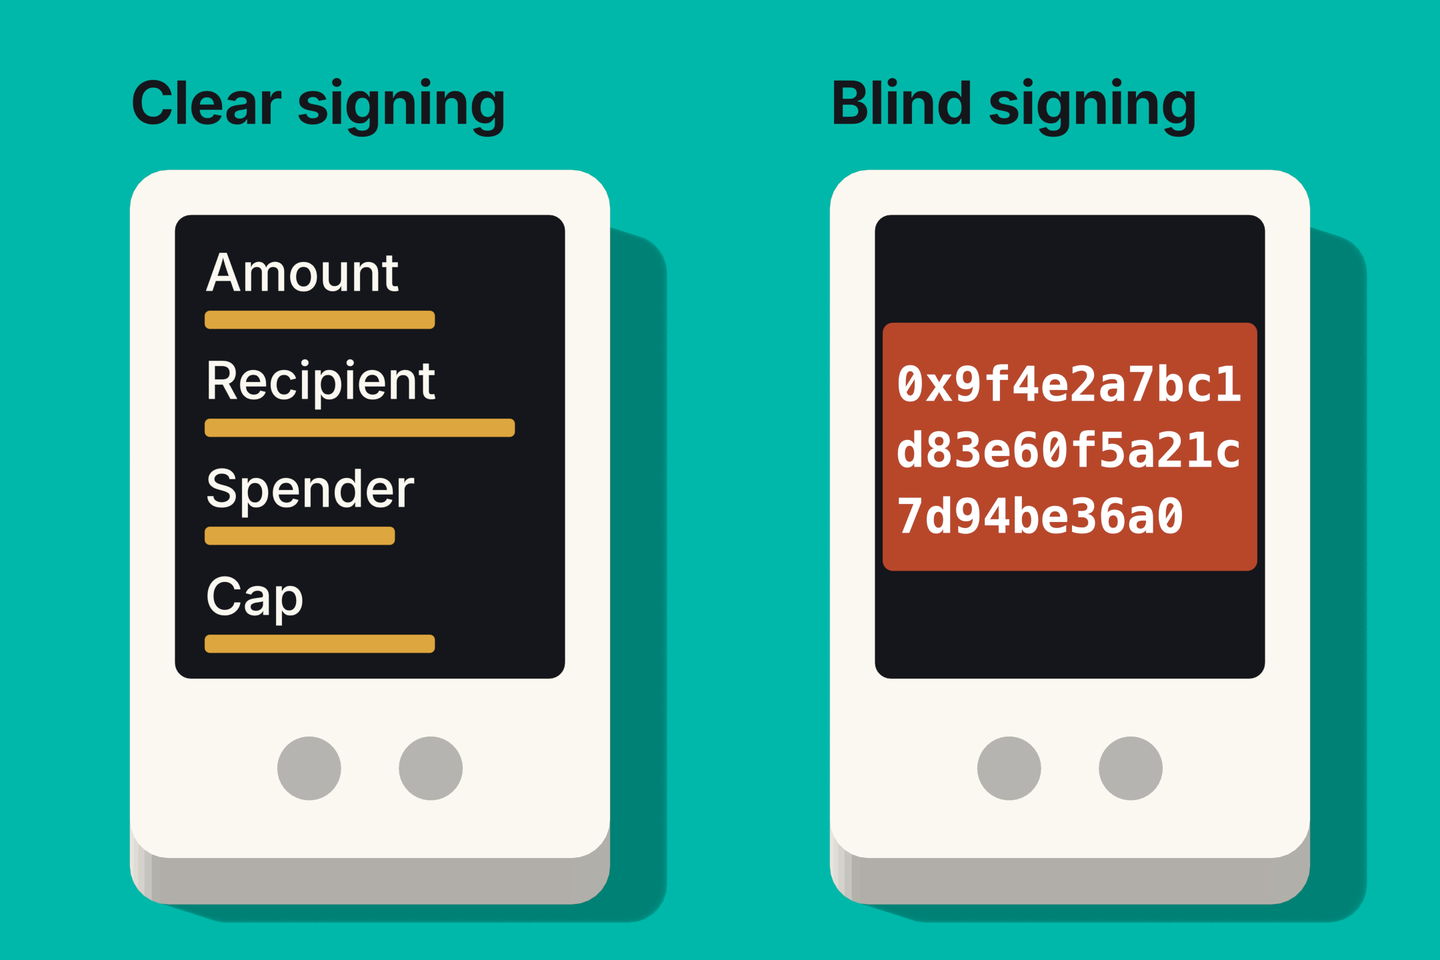 Clear signing
Amount
Recipient
Spender
Cap
Blind signing
0x9f4e2a7bc1
d83e60f5a21c
7d94be36a0